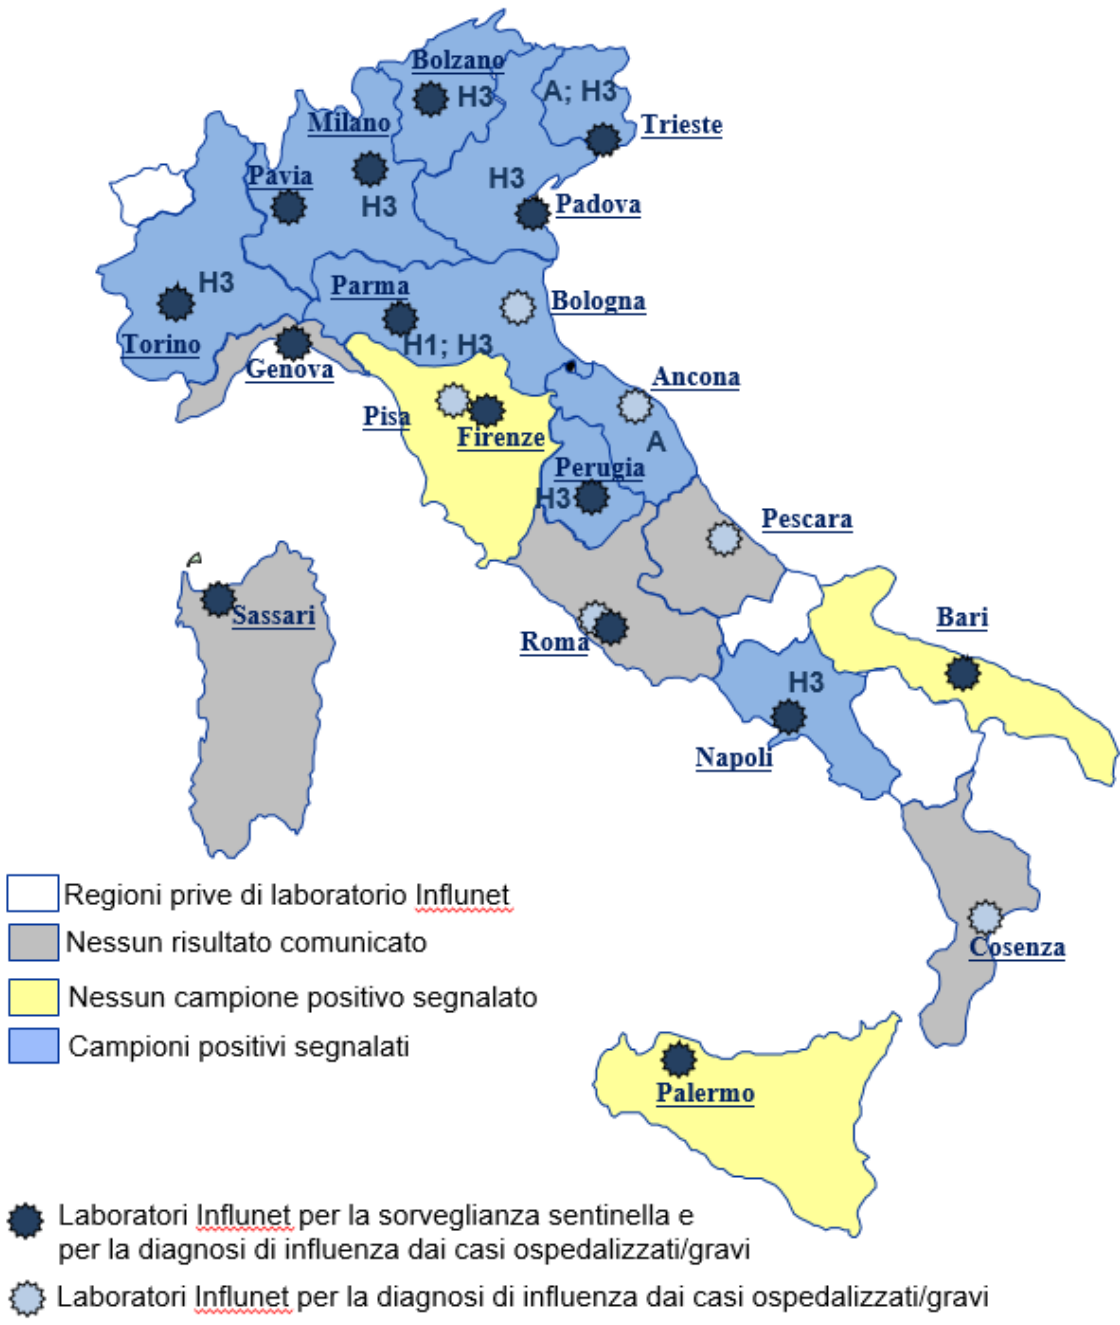 Bolzano
H3
A; H3
Milano
Trieste
Pavia
H3
H3
Padova
H3
Parma
Bologna
Torino
H1; H3
Genova
Ancona
Pisa
Firenze
A
Perugia
H3
Pescara
Sassari
Roma
Bari
H3
Napoli
Regioni prive di laboratorio Influnet
Nessun risultato comunicato
Cosenza
Nessun campione positivo segnalato
Campioni positivi segnalati
Palermo
Laboratori Influnet per la sorveglianza sentinella e
per la diagnosi di influenza dai casi ospedalizzati/gravi
Laboratori Influnet per la diagnosi di influenza dai casi ospedalizzati/gravi